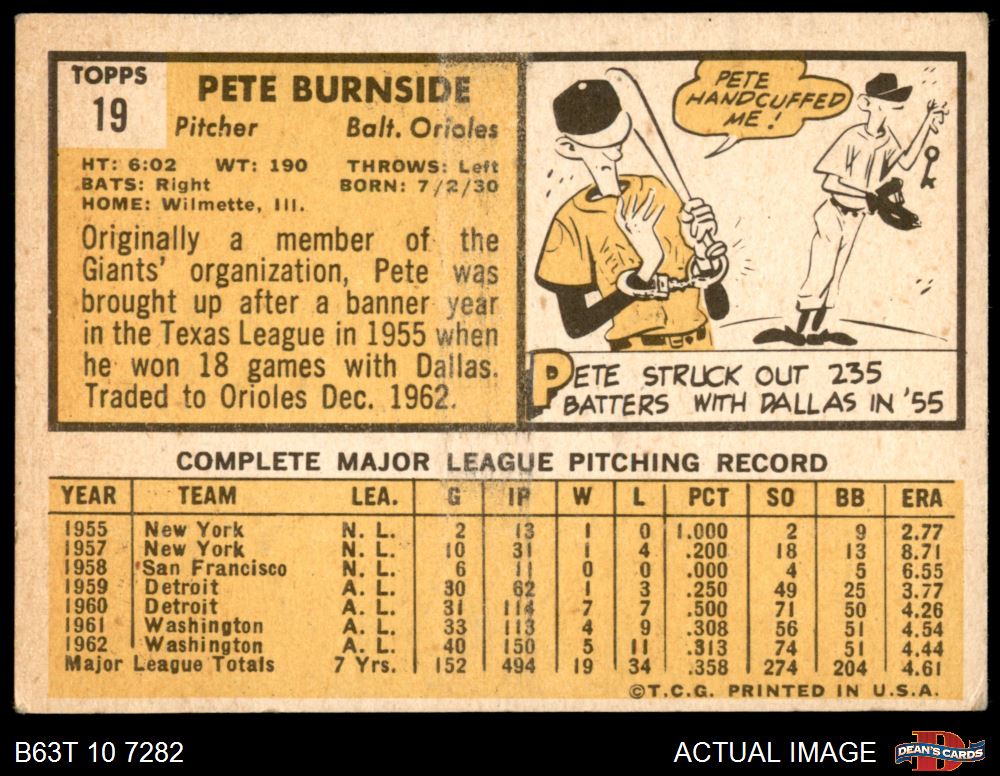 TOPPS
19
PETE BURNSIDE
Pitcher Balt. Orioles
HT: 6:02 WT: 190 THROWS: Left
BATS: Right BORN: 7/2/30
HOME: Wilmette, Ill.
Originally a member of the
Giants' organization, Pete was
brought up after a banner year
in the Texas League in 1955 when
he won 18 games with Dallas.
Traded to Orioles Dec. 1962.
PETE
HANDCUFFED
ME!
PETE STRUCK OUT 235
BATTERS WITH DALLAS IN '55
COMPLETE MAJOR LEAGUE PITCHING RECORD
YEAR TEAM LEA. G IP W L PCT SO BB ERA
1955 New York N. L. 2 13 1 0 1.000 2 9 2.77
1957 New York N. L. 10 31 1 4 .200 18 13 8.71
1958 San Francisco N. L. 6 11 0 0 .000 4 5 6.55
1959 Detroit A. L. 30 62 1 3 .250 49 25 3.77
1960 Detroit A. L. 31 114 7 7 .500 71 50 4.26
1961 Washington A. L. 33 113 4 9 .308 56 51 4.54
1962 Washington A. L. 40 150 5 11 .313 74 51 4.44
Major League Totals 7 Yrs. 152 494 19 34 .358 274 204 4.61
©T.C.G. PRINTED IN U.S.A.
B63T 10 7282 ACTUAL IMAGE
D
DEAN'S CARDS